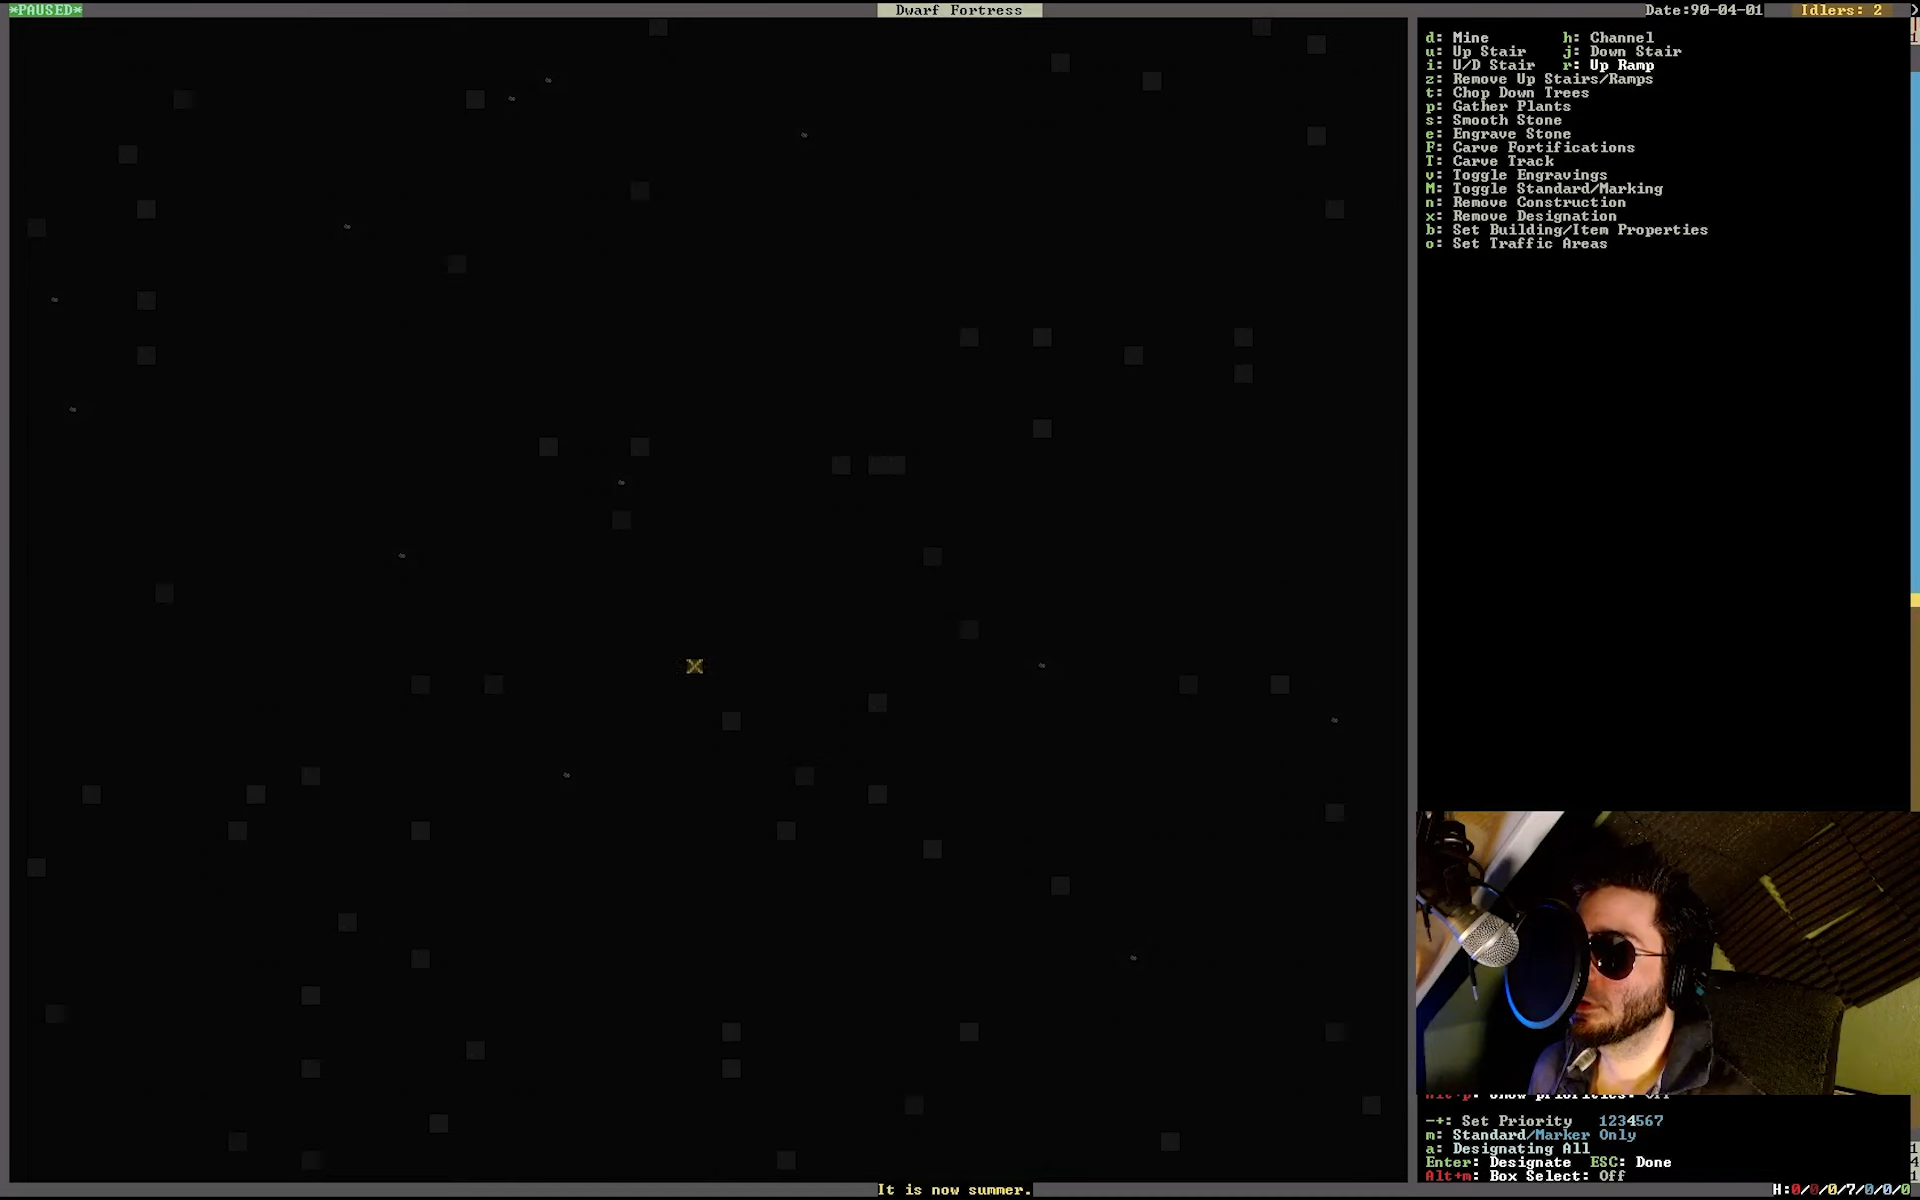 *PAUSED* Dwarf Fortress Date:90-04-01 Idlers: 2
d: Mine h: Channel
u: Up Stair j: Down Stair
i: U/D Stair r: Up Ramp
z: Remove Up Stairs/Ramps
t: Chop Down Trees
p: Gather Plants
s: Smooth Stone
e: Engrave Stone
F: Carve Fortifications
T: Carve Track
v: Toggle Engravings
M: Toggle Standard/Marking
n: Remove Construction
x: Remove Designation
b: Set Building/Item Properties
o: Set Traffic Areas
-+: Set Priority 1234567
m: Standard/Marker Only
a: Designating All
Enter: Designate ESC: Done
Alt+m: Box Select: Off
It is now summer. H:0/0/0/7/0/0/0